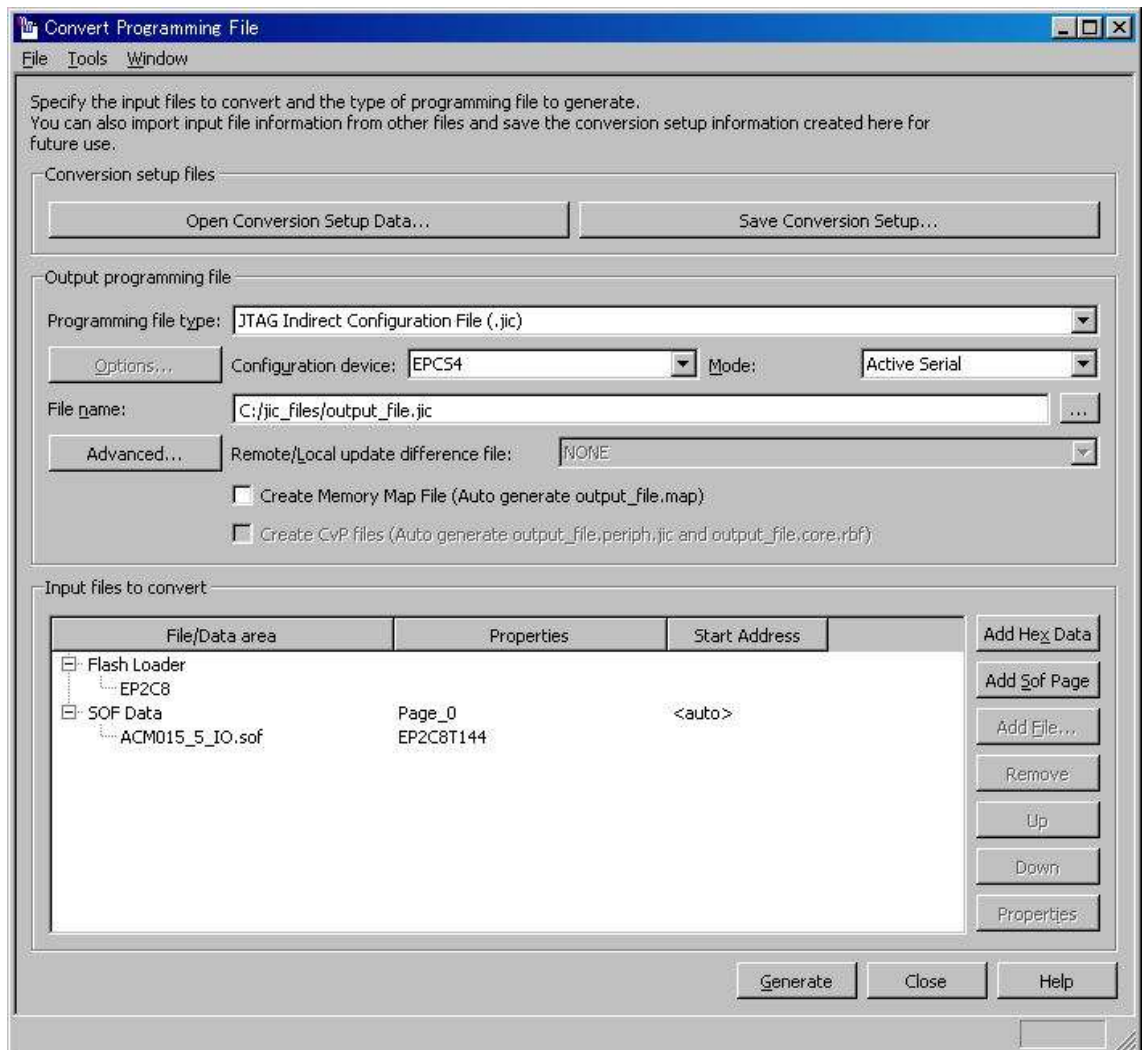 Convert Programming File
File Tools Window
Specify the input files to convert and the type of programming file to generate.
You can also import input file information from other files and save the conversion setup information created here for
future use.
Conversion setup files
Open Conversion Setup Data...
Save Conversion Setup...
Output programming file
Programming file type: JTAG Indirect Configuration File (.jic)
Options... Configuration device: EPCS4 Mode: Active Serial
File name: C:/jic_files/output_file.jic ...
Advanced... Remote/Local update difference file: NONE
Create Memory Map File (Auto generate output_file.map)
Create CvP files (Auto generate output_file.periph.jic and output_file.core.rbf)
Input files to convert
File/Data area Properties Start Address
Flash Loader
EP2C8
SOF Data Page_0 <auto>
ACM015_5_IO.sof EP2C8T144
Add Hex Data
Add Sof Page
Add File...
Remove
Up
Down
Properties
Generate Close Help